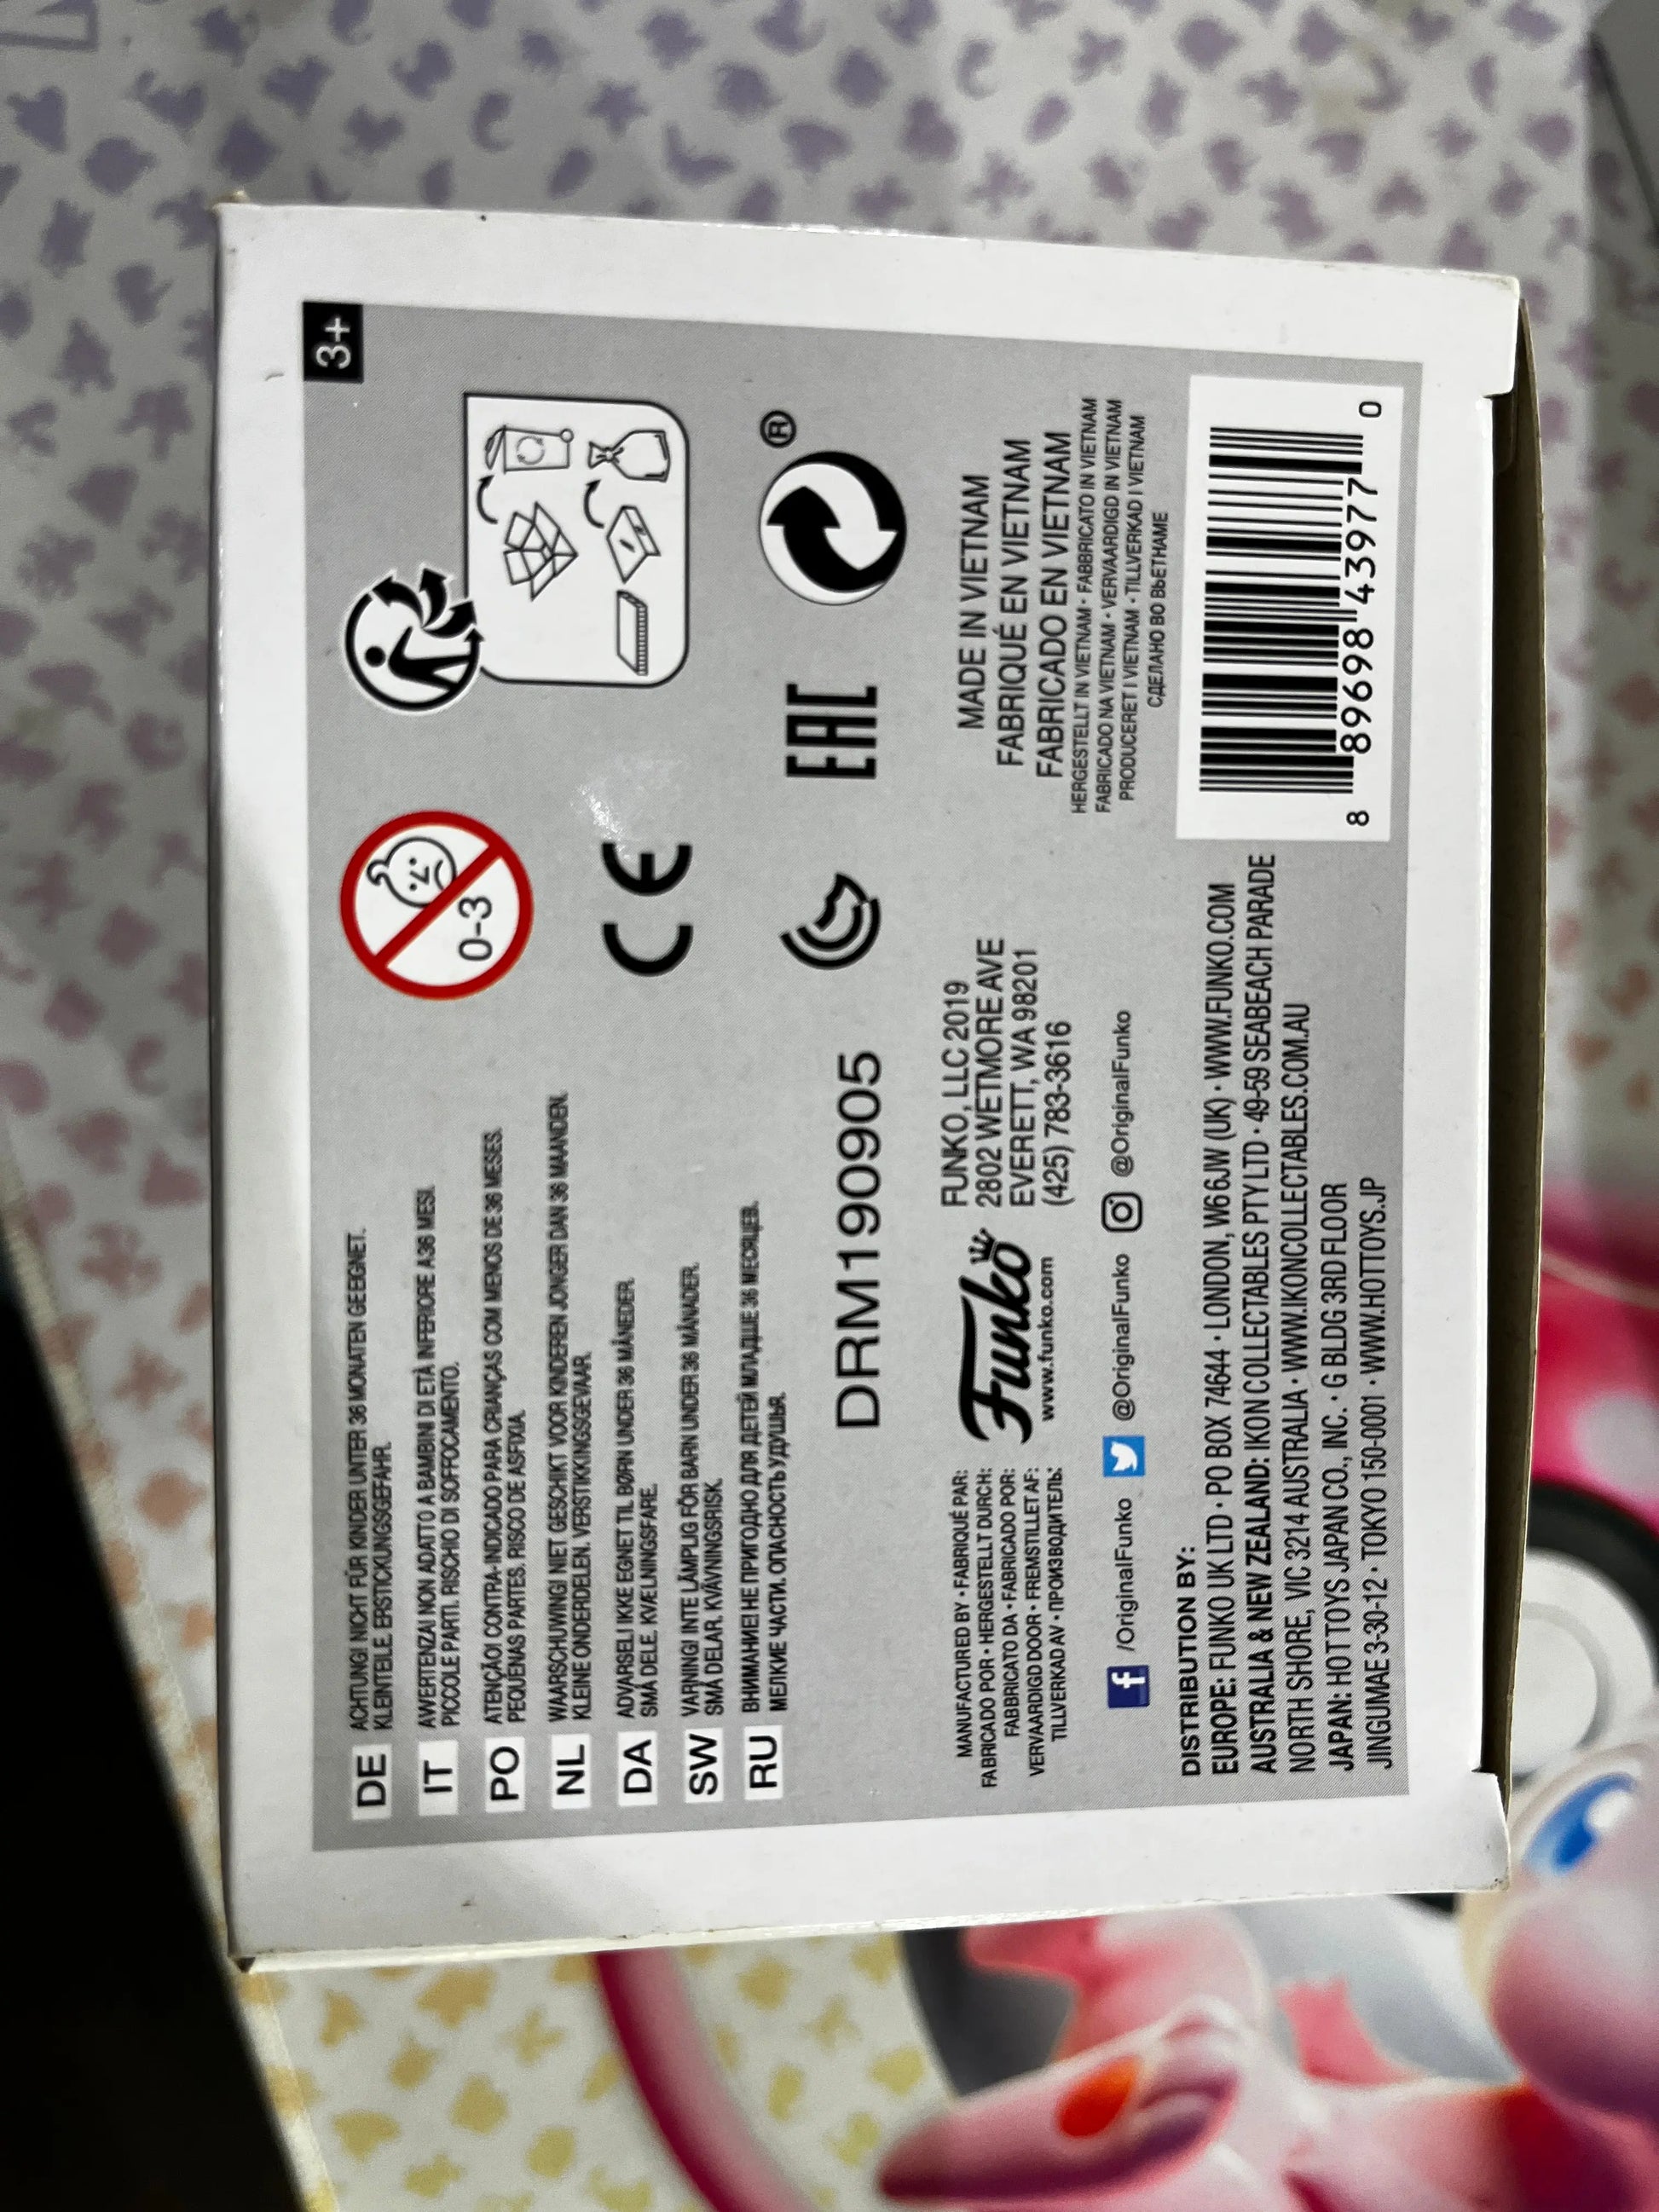 3+
DE
ACHTUNG! NICHT FÜR KINDER UNTER 36 MONATEN GEEIGNET.
KLEINTEILE. ERSTICKUNGSGEFAHR.
IT
AVVERTENZA! NON ADATTO A BAMBINI DI ETÀ INFERIORE A 36 MESI.
PICCOLE PARTI. RISCHIO DI SOFFOCAMENTO.
PO
ATENÇÃO! CONTRA-INDICADO PARA CRIANÇAS COM MENOS DE 36 MESES.
PEQUENAS PARTES. RISCO DE ASFIXIA.
NL
WAARSCHUWING! NIET GESCHIKT VOOR KINDEREN JONGER DAN 36 MAANDEN.
KLEINE ONDERDELEN. VERSTIKKINGSGEVAAR.
DA
ADVARSEL! IKKE EGNET TIL BØRN UNDER 36 MÅNEDER.
SMÅ DELE. KVÆLNINGSFARE.
SW
VARNING! INTE LÄMPLIG FÖR BARN UNDER 36 MÅNADER.
SMÅ DELAR. KVÄVNINGSRISK.
RU
ВНИМАНИЕ! НЕ ПРИГОДНО ДЛЯ ДЕТЕЙ МЛАДШЕ 36 МЕСЯЦЕВ.
МЕЛКИЕ ЧАСТИ. ОПАСНОСТЬ УДУШЬЯ.
0-3
CE
EAC
®
DRM190905
MANUFACTURED BY • FABRIQUÉ PAR:
FABRICADO POR • HERGESTELLT DURCH:
FABBRICATO DA • FABRICADO POR:
VERVAARDIGD DOOR • FREMSTILLET AF:
TILLVERKAD AV • ПРОИЗВОДИТЕЛЬ:
Funko
www.funko.com
FUNKO, LLC 2019
2802 WETMORE AVE
EVERETT, WA 98201
(425) 783-3616
f /OriginalFunko @OriginalFunko @OriginalFunko
MADE IN VIETNAM
FABRIQUÉ EN VIETNAM
FABRICADO EN VIETNAM
HERGESTELLT IN VIETNAM • FABBRICATO IN VIETNAM
FABRICADO NA VIETNAM • VERVAARDIGD IN VIETNAM
PRODUCERET I VIETNAM • TILLVERKAD I VIETNAM
СДЕЛАНО ВО ВЬЕТНАМЕ
DISTRIBUTION BY:
EUROPE: FUNKO UK LTD • PO BOX 74644 • LONDON, W6 6JW (UK) • WWW.FUNKO.COM
AUSTRALIA & NEW ZEALAND: IKON COLLECTABLES PTY LTD • 49-59 SEABEACH PARADE
NORTH SHORE, VIC 3214 AUSTRALIA • WWW.IKONCOLLECTABLES.COM.AU
JAPAN: HOT TOYS JAPAN CO., INC. • G BLDG 3RD FLOOR
JINGUMAE 3-30-12 • TOKYO 150-0001 • WWW.HOTTOYS.JP
8 89698 43977 0